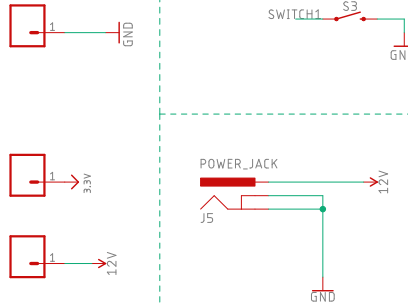 1 GND
SWITCH1 S3
GN
1 3.3V
1 12V
POWER_JACK
12V
J5
GND